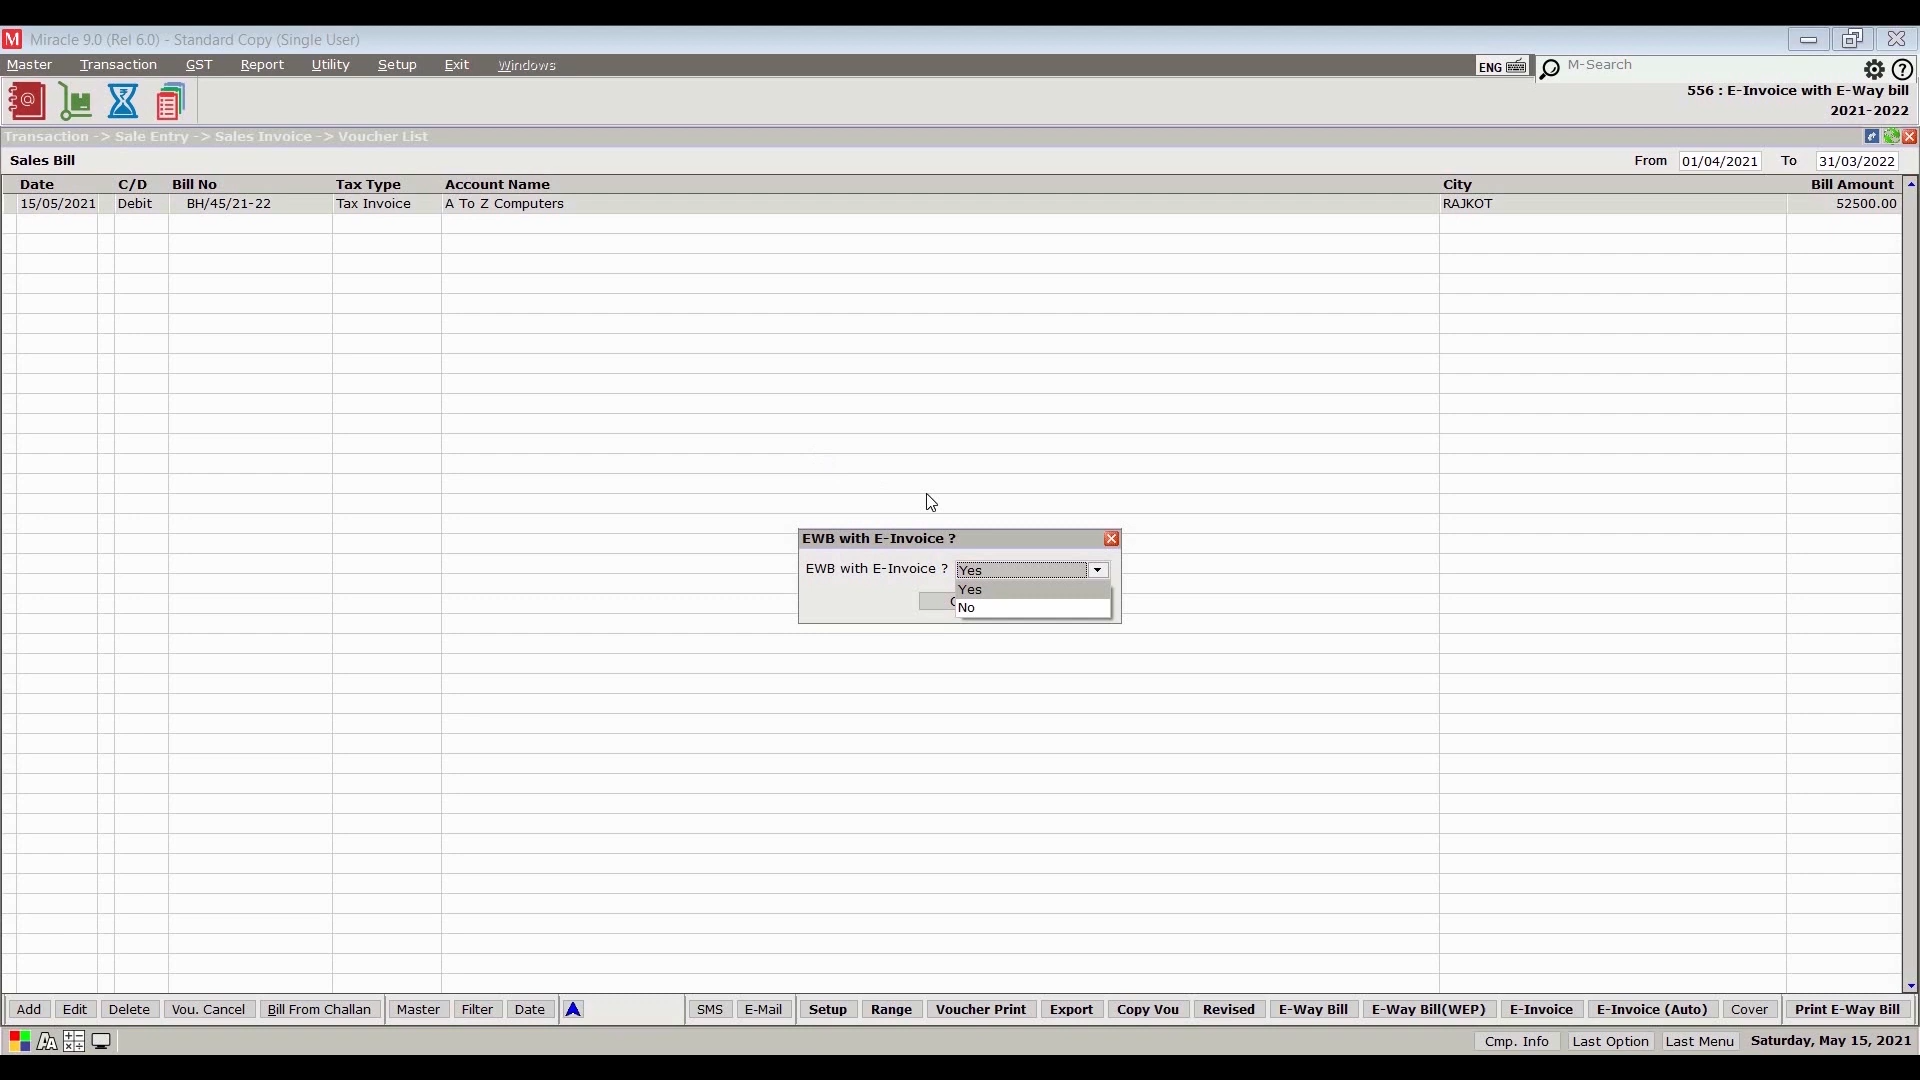 M Miracle 9.0 (Rel 6.0) - Standard Copy (Single User)
Master Transaction GST Report Utility Setup Exit Windows ENG M-Search
556 : E-Invoice with E-Way bill
2021-2022
Transaction -> Sale Entry -> Sales Invoice -> Voucher List
Sales Bill From 01/04/2021 To 31/03/2022
Date C/D Bill No Tax Type Account Name City Bill Amount
15/05/2021 Debit BH/45/21-22 Tax Invoice A To Z Computers RAJKOT 52500.00
EWB with E-Invoice ?
EWB with E-Invoice ? Yes
Yes
No
Add Edit Delete Vou. Cancel Bill From Challan Master Filter Date SMS E-Mail Setup Range Voucher Print Export Copy Vou Revised E-Way Bill E-Way Bill(WEP) E-Invoice E-Invoice (Auto) Cover Print E-Way Bill
Cmp. Info Last Option Last Menu Saturday, May 15, 2021